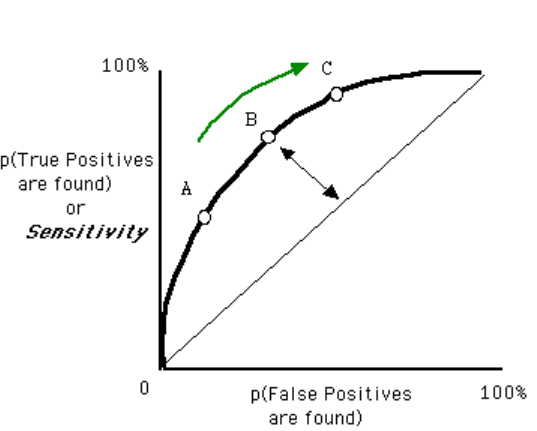 100%
C
B
p(True Positives
are found)
or
Sensitivity
A
0
p(False Positives
are found)
100%